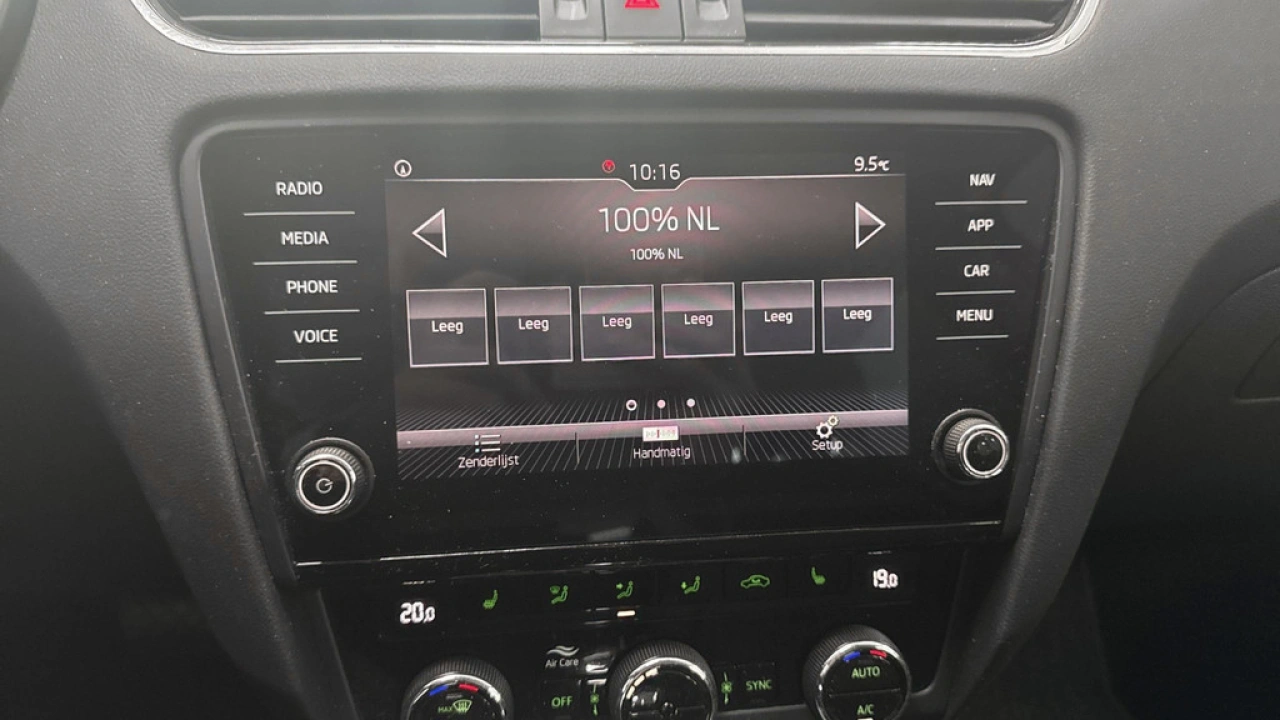 RADIO
MEDIA
PHONE
VOICE
10:16
9.5°C
100% NL
100% NL
Leeg Leeg Leeg Leeg Leeg Leeg
Zenderlijst Handmatig Setup
NAV
APP
CAR
MENU
20,0
19,0
Air Care
MAX
OFF
SYNC
AUTO
A/C